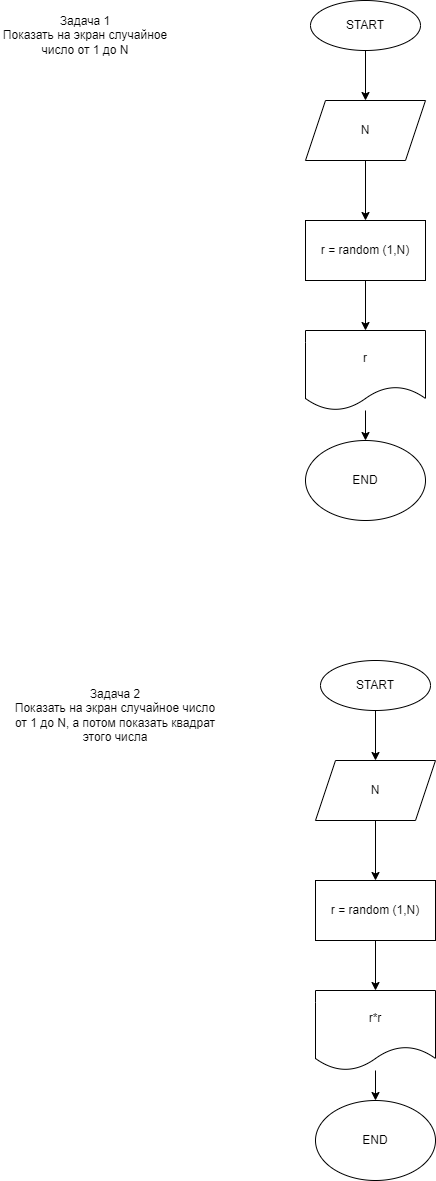 Задача 1
Показать на экран случайное
число от 1 до N
START
N
r = random (1,N)
r
END
Задача 2
Показать на экран случайное число
от 1 до N, а потом показать квадрат
этого числа
START
N
r = random (1,N)
r*r
END